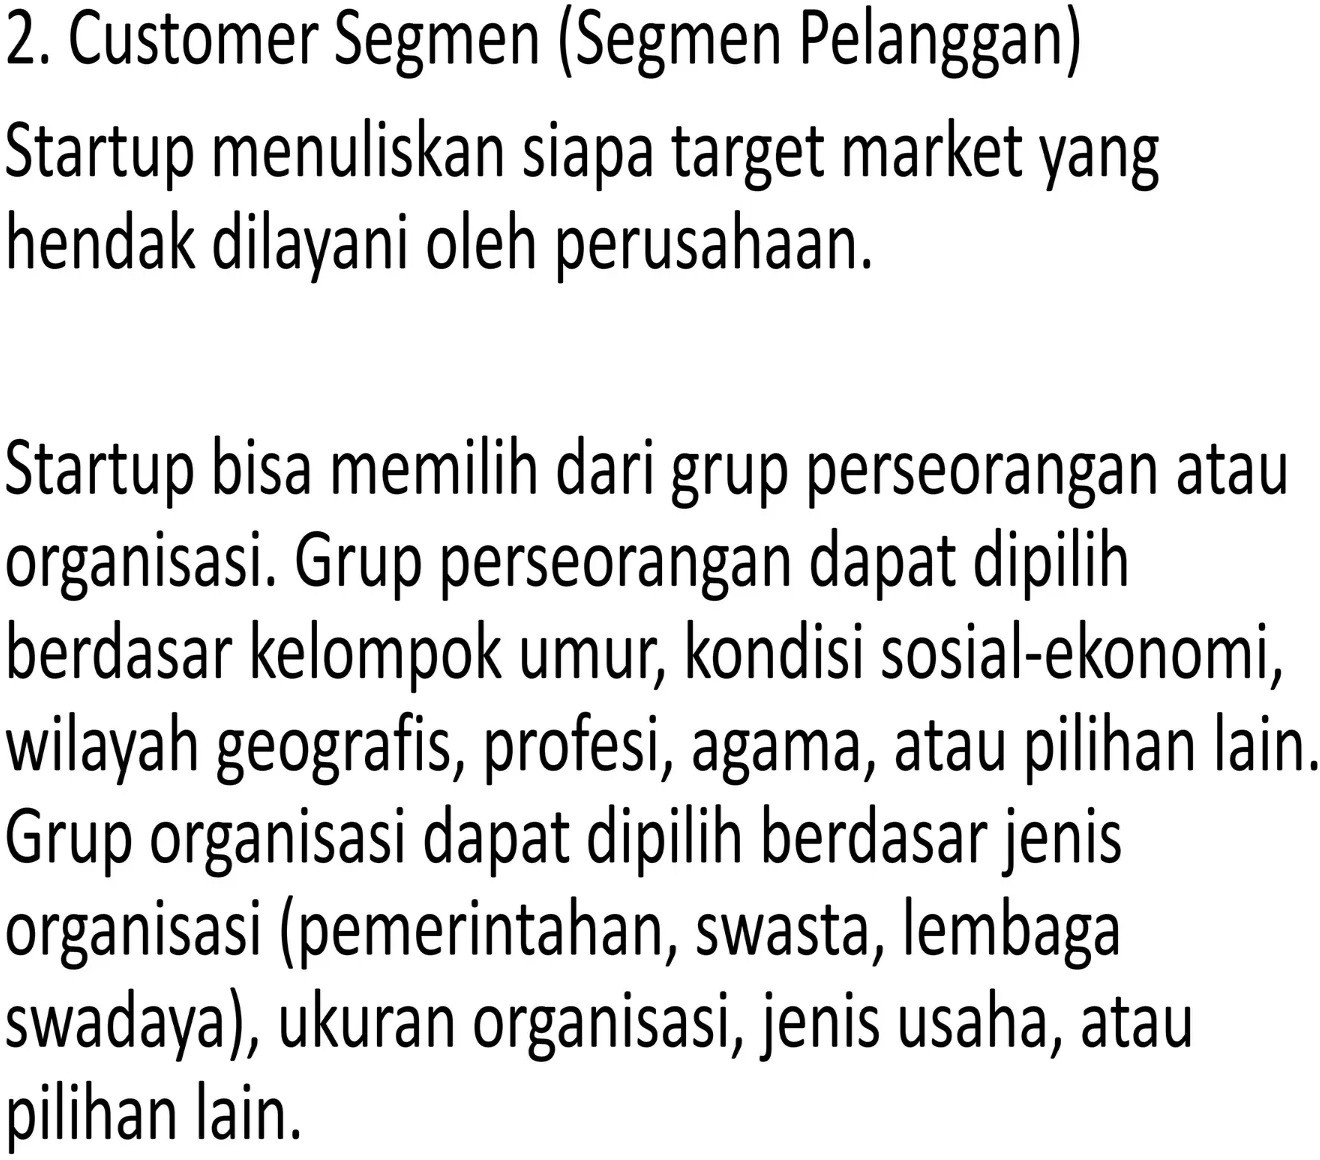 2. Customer Segmen (Segmen Pelanggan)
Startup menuliskan siapa target market yang
hendak dilayani oleh perusahaan.
Startup bisa memilih dari grup perseorangan atau
organisasi. Grup perseorangan dapat dipilih
berdasar kelompok umur, kondisi sosial-ekonomi,
wilayah geografis, profesi, agama, atau pilihan lain.
Grup organisasi dapat dipilih berdasar jenis
organisasi (pemerintahan, swasta, lembaga
swadaya), ukuran organisasi, jenis usaha, atau
pilihan lain.